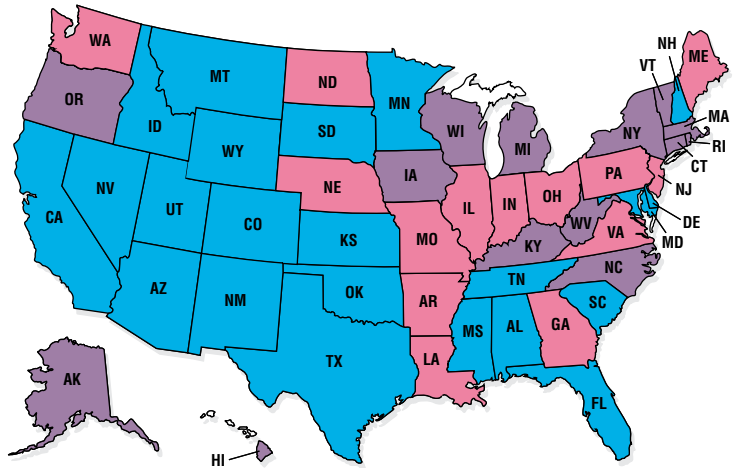 WA
MT
ND
MN
OR
ID
SD
WI
MI
NY
VT
NH
ME
MA
RI
CT
WY
NV
NE
IA
PA
NJ
IL
IN
OH
CA
UT
CO
KS
MO
KY
WV
VA
DE
MD
AZ
NM
OK
AR
TN
NC
SC
MS
AL
GA
LA
TX
FL
AK
HI